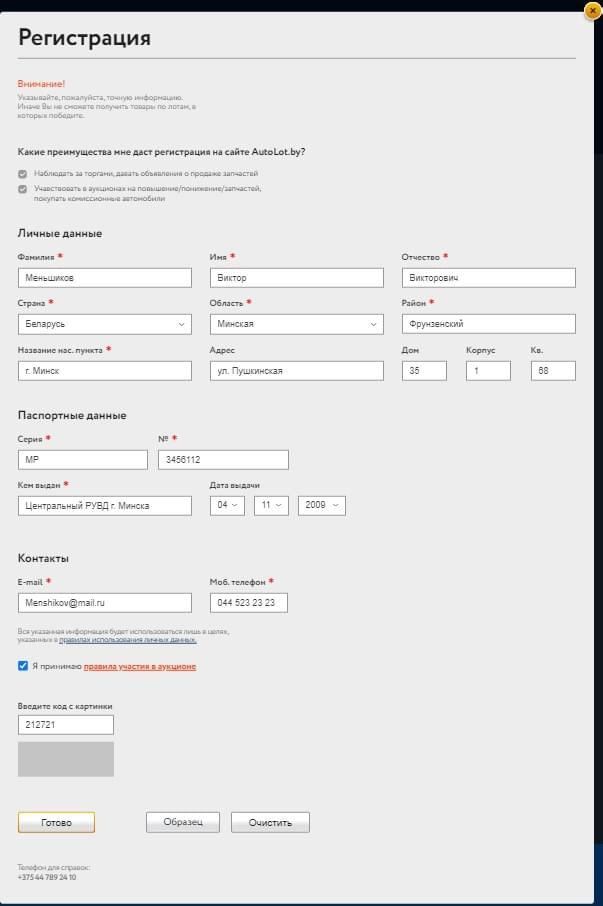 Регистрация
Внимание!
Указывайте, пожалуйста, точную информацию.
Иначе Вы не сможете получить товары по лотам, в
которых победите.
Какие преимущества мне даст регистрация на сайте AutoLot.by?
Наблюдать за торгами, давать объявления о продаже запчастей
Учавствовать в аукционах на повышение/понижение/запчастей,
покупать комиссионные автомобили
Личные данные
Фамилия * Имя * Отчество *
Меньшиков Виктор Викторович
Страна * Область * Район *
Беларусь Минская Фрунзенский
Название нас. пункта * Адрес Дом Корпус Кв.
г. Минск ул. Пушкинская 35 1 68
Паспортные данные
Серия * № *
МР 3456112
Кем выдан * Дата выдачи
Центральный РУВД г. Минска 04 11 2009
Контакты
E-mail * Моб. телефон *
Menshikov@mail.ru 044 523 23 23
Вся указанная информация будет использоваться лишь в целях,
указанных в правилах использования личных данных.
Я принимаю правила участия в аукционе
Введите код с картинки
212721
Готово Образец Очистить
Телефон для справок:
+375 44 789 24 10